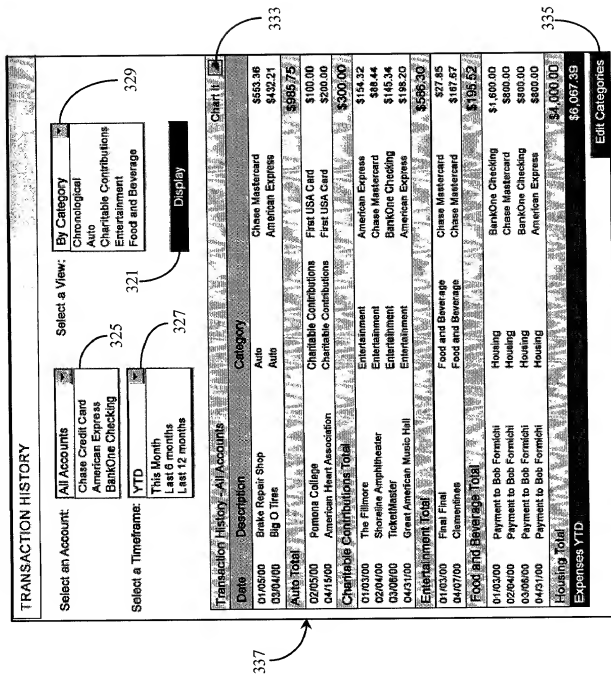 TRANSACTION HISTORY
Select an Account:
All Accounts
Chase Credit Card
American Express
BankOne Checking
325
Select a Timeframe:
YTD
This Month
Last 6 months
Last 12 months
327
Select a View:
By Category
Chronological
Auto
Charitable Contributions
Entertainment
Food and Beverage
329
321
Display
Transaction History - All Accounts Chart It
333
Date Description Category
01/05/00 Brake Repair Shop Auto Chase Mastercard $553.36
03/04/00 Big O Tires Auto American Express $432.21
Auto Total $985.75
02/05/00 Pomona College Charitable Contributions First USA Card $100.00
04/15/00 American Heart Association Charitable Contributions First USA Card $200.00
Charitable Contributions Total $300.00
01/03/00 The Fillmore Entertainment American Express $154.32
02/04/00 Shoreline Amphitheater Entertainment Chase Mastercard $88.44
03/06/00 TicketMaster Entertainment BankOne Checking $145.34
04/31/00 Great American Music Hall Entertainment American Express $198.20
Entertainment Total $586.30
01/03/00 Final Final Food and Beverage Chase Mastercard $27.85
04/07/00 Clementines Food and Beverage Chase Mastercard $167.67
Food and Beverage Total $195.52
01/03/00 Payment to Bob Formichi Housing BankOne Checking $1,600.00
02/04/00 Payment to Bob Formichi Housing Chase Mastercard $800.00
03/06/00 Payment to Bob Formichi Housing BankOne Checking $800.00
04/31/00 Payment to Bob Formichi Housing American Express $800.00
Housing Total $4,000.00
Expenses YTD $6,067.39
Edit Categories
335
337